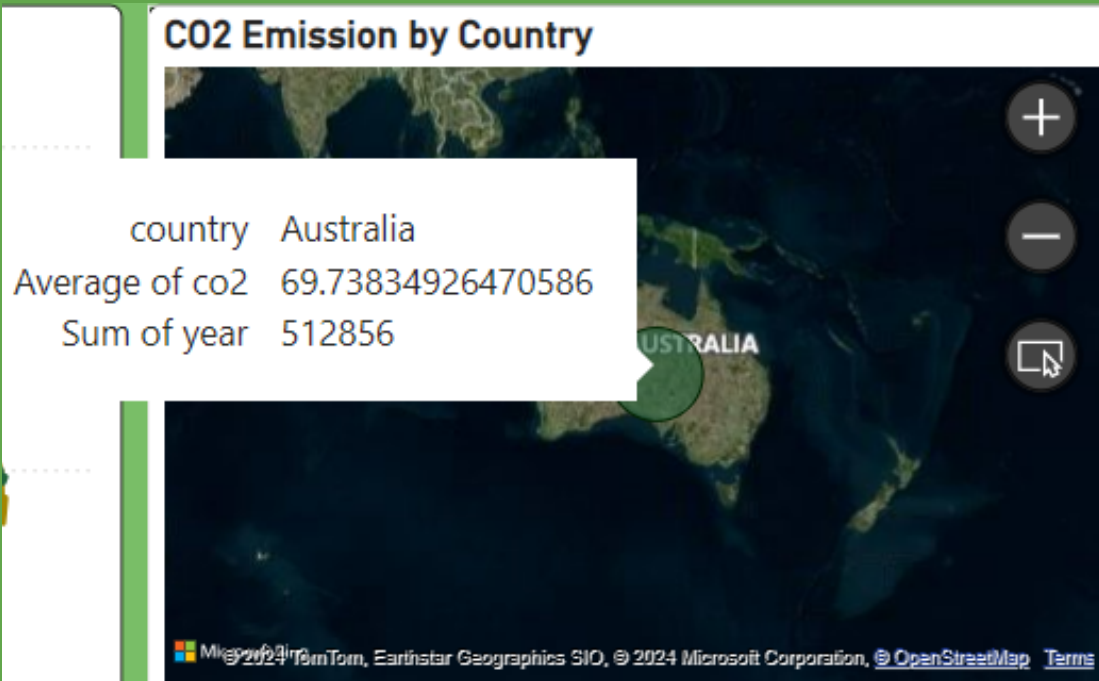 CO2 Emission by Country
country Australia
Average of co2 69.73834926470586
Sum of year 512856
USTRALIA
© 2024 TomTom, Earthstar Geographics SIO, © 2024 Microsoft Corporation, © OpenStreetMap Terms